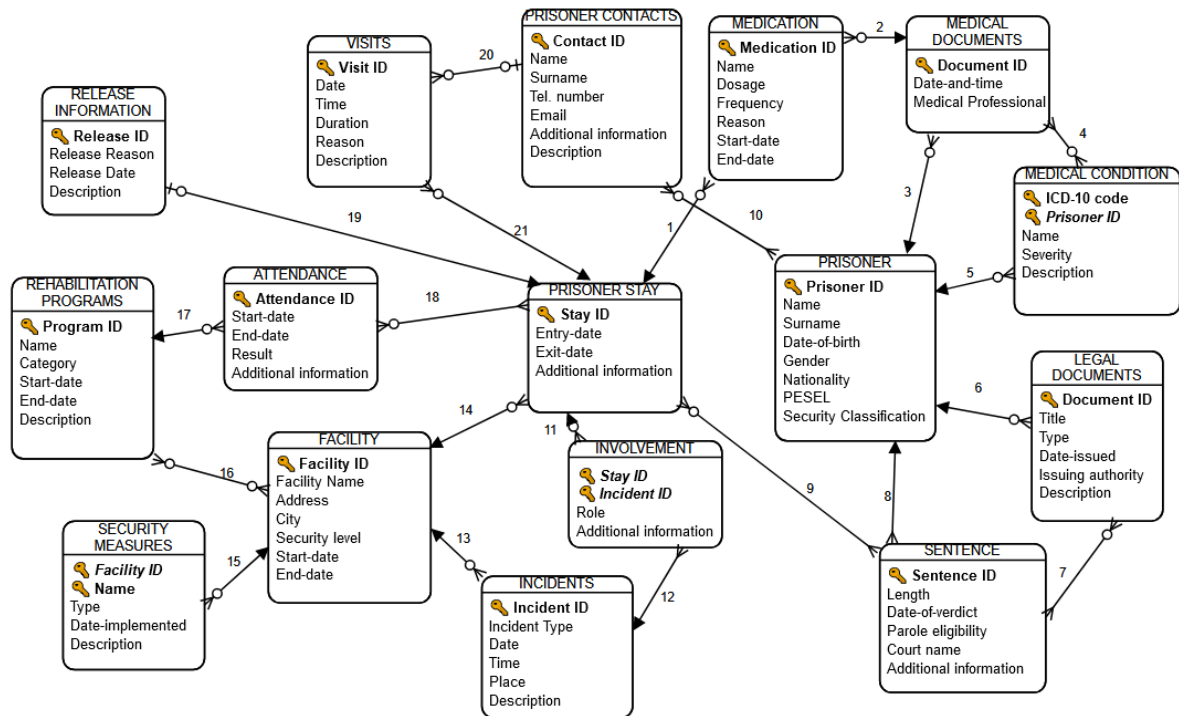 PRISONER CONTACTS
Contact ID
Name
Surname
Tel. number
Email
Additional information
Description
MEDICATION
Medication ID
Name
Dosage
Frequency
Reason
Start-date
End-date
MEDICAL
DOCUMENTS
Document ID
Date-and-time
Medical Professional
VISITS
Visit ID
Date
Time
Duration
Reason
Description
RELEASE
INFORMATION
Release ID
Release Reason
Release Date
Description
MEDICAL CONDITION
ICD-10 code
Prisoner ID
Name
Severity
Description
PRISONER
Prisoner ID
Name
Surname
Date-of-birth
Gender
Nationality
PESEL
Security Classification
REHABILITATION
PROGRAMS
Program ID
Name
Category
Start-date
End-date
Description
ATTENDANCE
Attendance ID
Start-date
End-date
Result
Additional information
PRISONER STAY
Stay ID
Entry-date
Exit-date
Additional information
LEGAL
DOCUMENTS
Document ID
Title
Type
Date-issued
Issuing authority
Description
FACILITY
Facility ID
Facility Name
Address
City
Security level
Start-date
End-date
INVOLVEMENT
Stay ID
Incident ID
Role
Additional information
SECURITY
MEASURES
Facility ID
Name
Type
Date-implemented
Description
INCIDENTS
Incident ID
Incident Type
Date
Time
Place
Description
SENTENCE
Sentence ID
Length
Date-of-verdict
Parole eligibility
Court name
Additional information
20
2
4
3
19
21
1
10
5
17
18
6
14
11
16
9
8
15
13
12
7